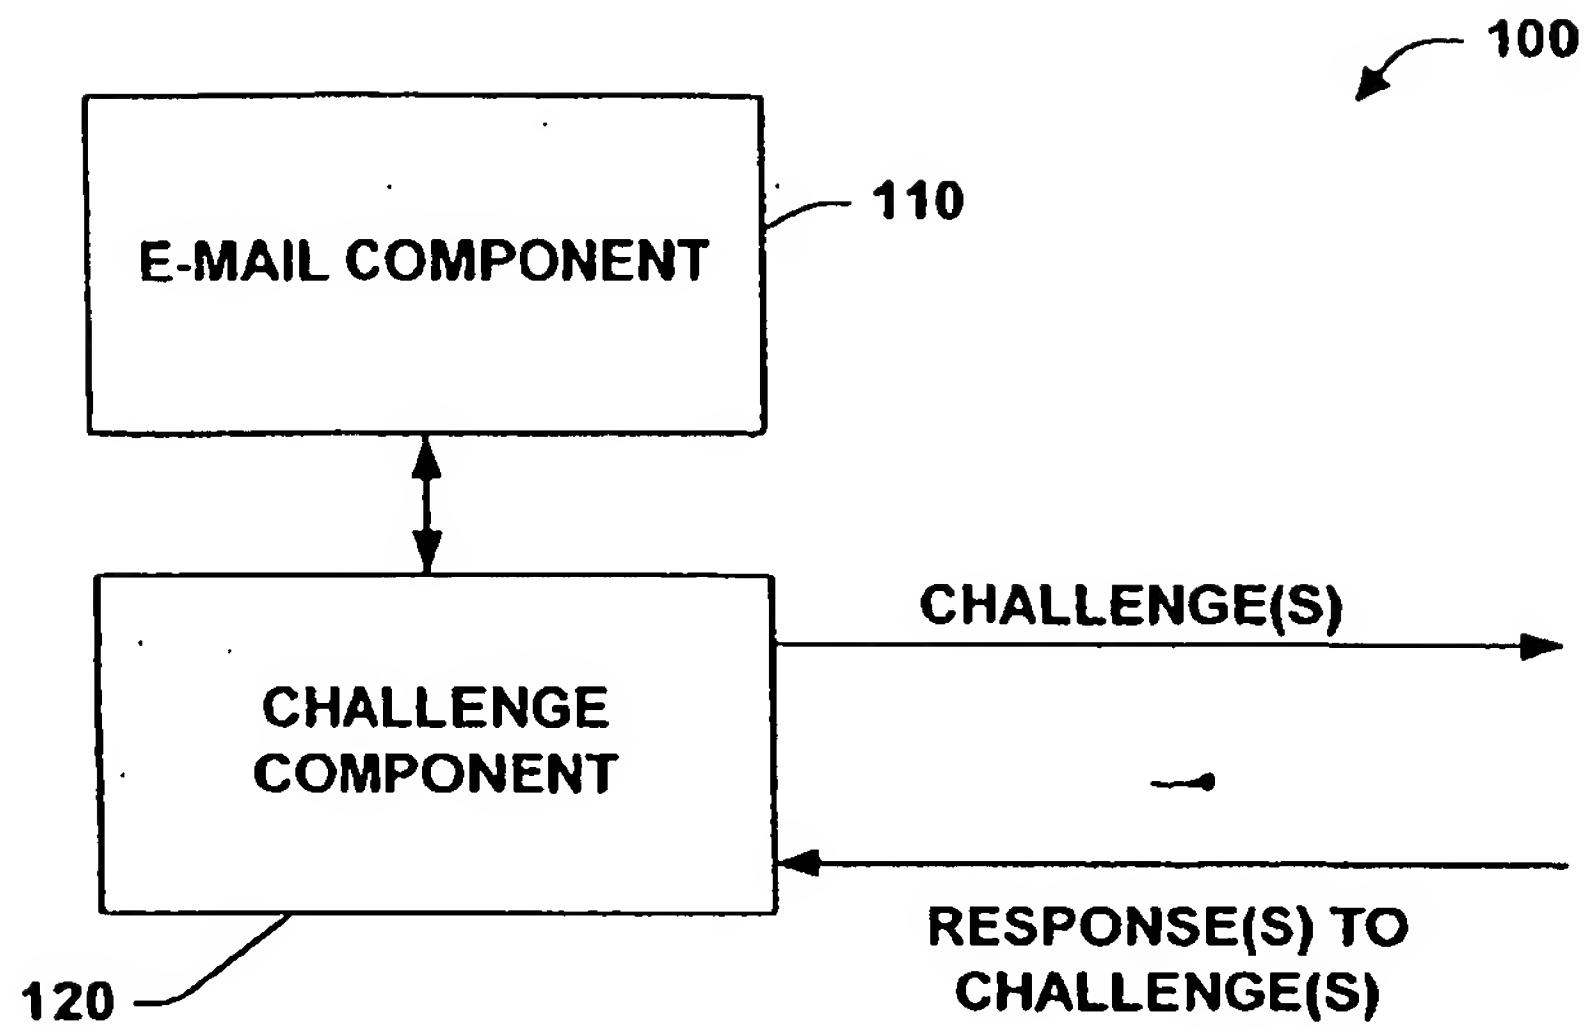 100
110
E-MAIL COMPONENT
CHALLENGE(S)
CHALLENGE
COMPONENT
RESPONSE(S) TO
CHALLENGE(S)
120